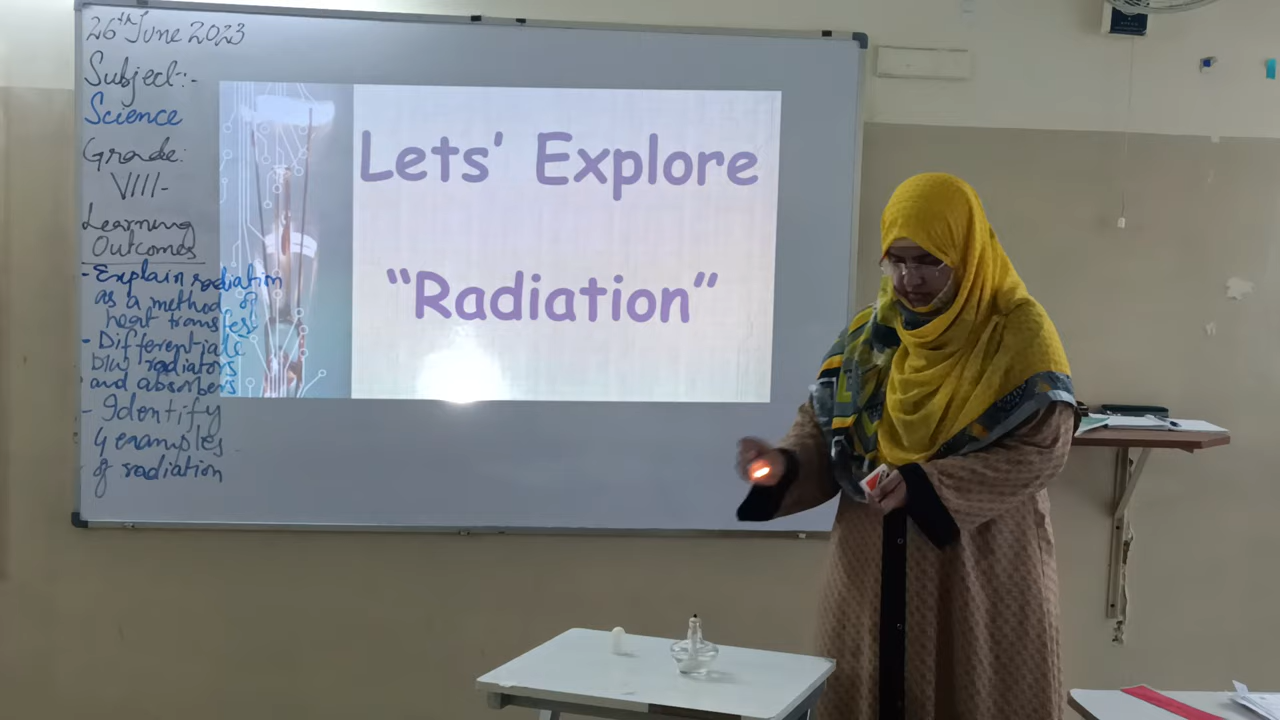 26th June 2023
Subject:-
Science
Grade:
VIII-
Learning
Outcomes
- Explain radiation
as a method of
heat transfer
- Differentiate
b/w radiators
and absorbers
- Identify
4 examples
of radiation
Lets’ Explore
“Radiation”